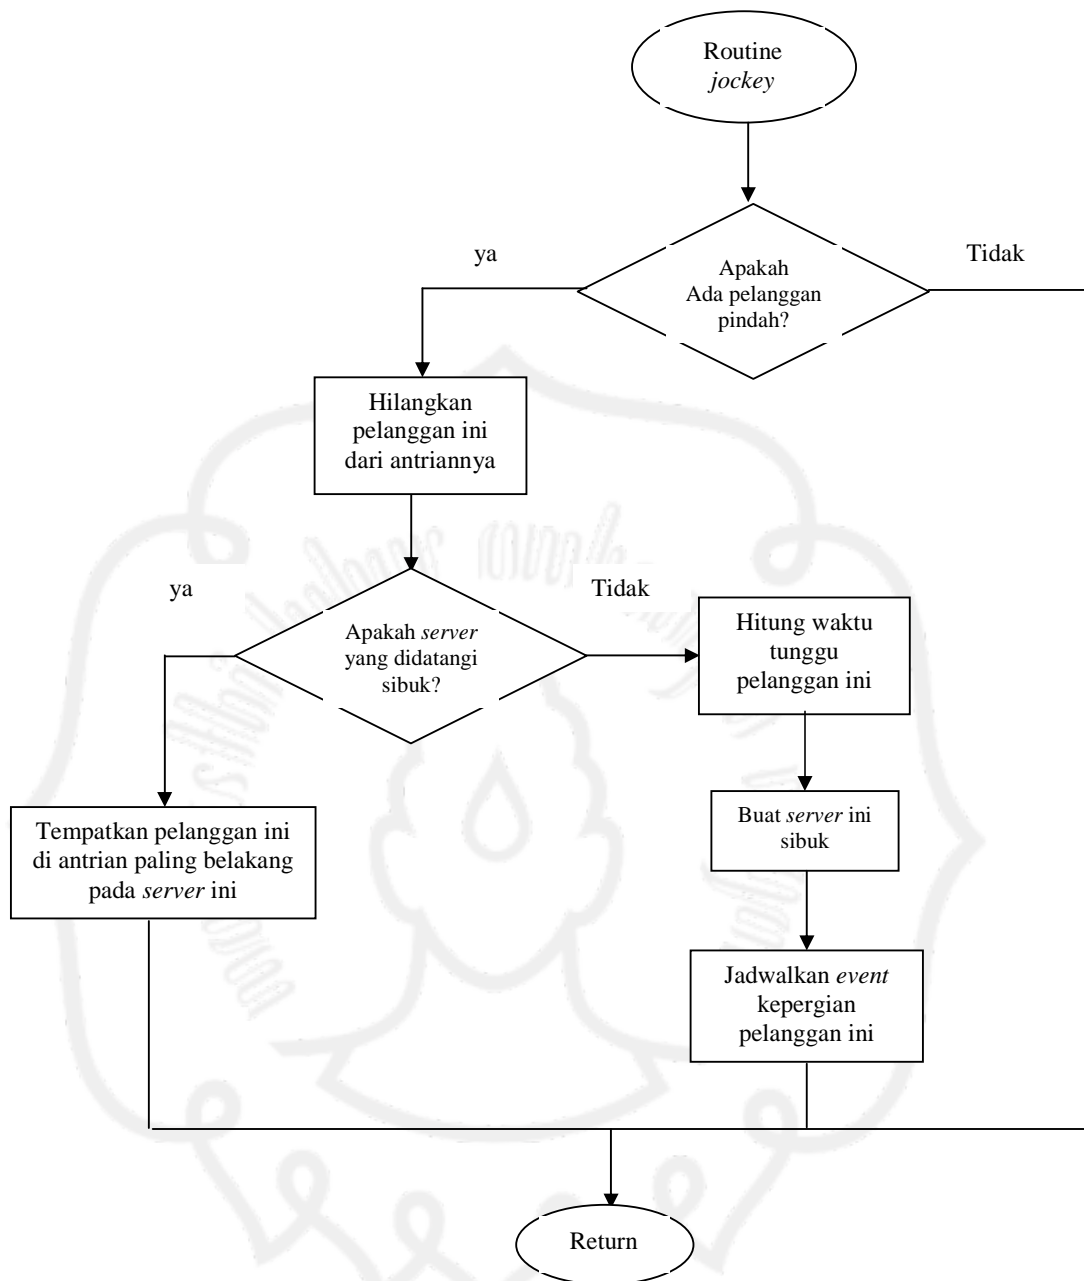 Routine
jockey
ya
Tidak
Apakah
Ada pelanggan
pindah?
Hilangkan
pelanggan ini
dari antriannya
ya
Tidak
Apakah server
yang didatangi
sibuk?
Hitung waktu
tunggu
pelanggan ini
Tempatkan pelanggan ini
di antrian paling belakang
pada server ini
Buat server ini
sibuk
Jadwalkan event
kepergian
pelanggan ini
Return